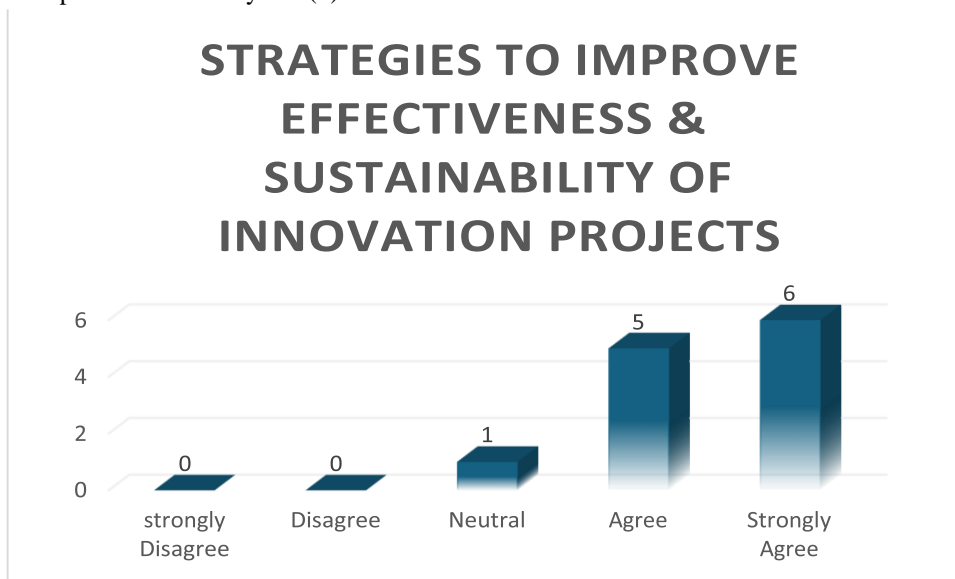 STRATEGIES TO IMPROVE
EFFECTIVENESS &
SUSTAINABILITY OF
INNOVATION PROJECTS
6
4
2
0
0
0
1
5
6
strongly
Disagree
Disagree
Neutral
Agree
Strongly
Agree